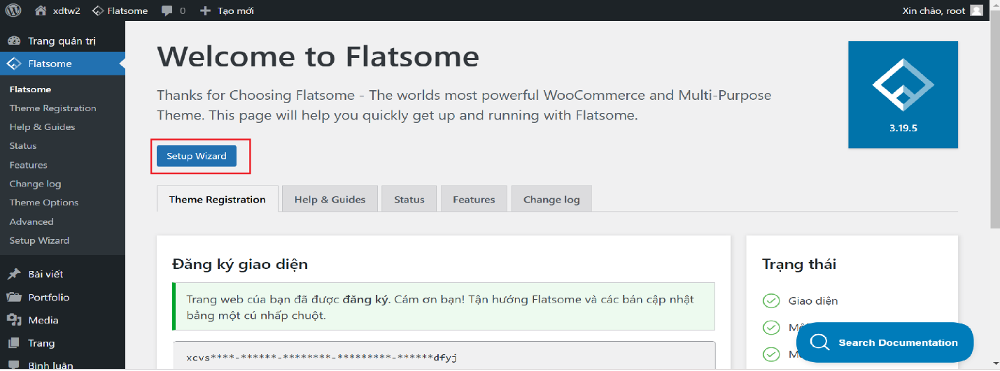 xdtw2 Flatsome 0 Tạo mới Xin chào, root
Trang quản trị
Flatsome
Flatsome
Theme Registration
Help & Guides
Status
Features
Change log
Theme Options
Advanced
Setup Wizard
Bài viết
Portfolio
Media
Trang
Bình luận
Welcome to Flatsome
Thanks for Choosing Flatsome - The worlds most powerful WooCommerce and Multi-Purpose
Theme. This page will help you quickly get up and running with Flatsome.
3.19.5
Setup Wizard
Theme Registration Help & Guides Status Features Change log
Đăng ký giao diện
Trang web của bạn đã được đăng ký. Cảm ơn bạn! Tận hưởng Flatsome và các bản cập nhật
bằng một cú nhấp chuột.
xcvs****-******-********-*********-******dfyj
Trạng thái
Giao diện
Search Documentation